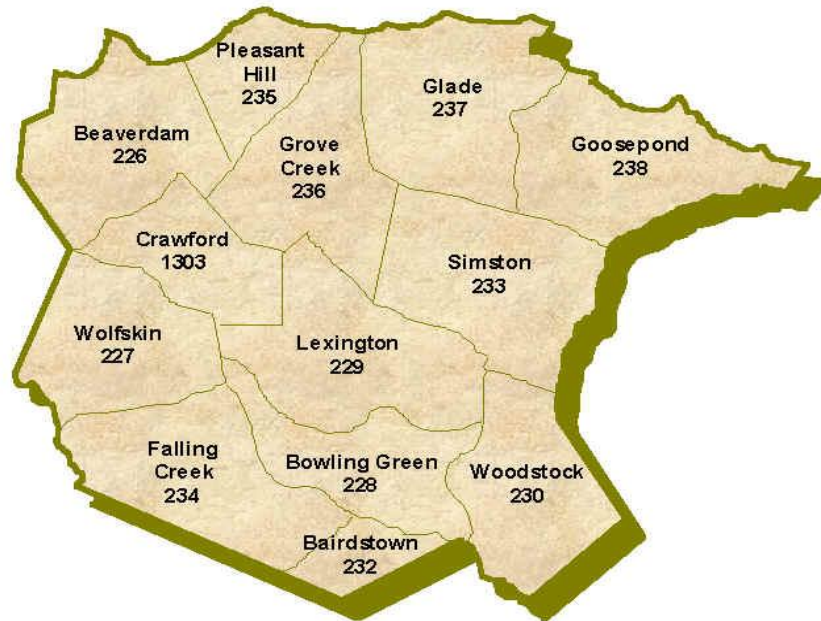 Pleasant
Hill
235
Glade
237
Beaverdam
226
Grove
Creek
236
Goosepond
238
Crawford
1303
Simston
233
Wolfskin
227
Lexington
229
Falling
Creek
234
Bowling Green
228
Woodstock
230
Bairdstown
232